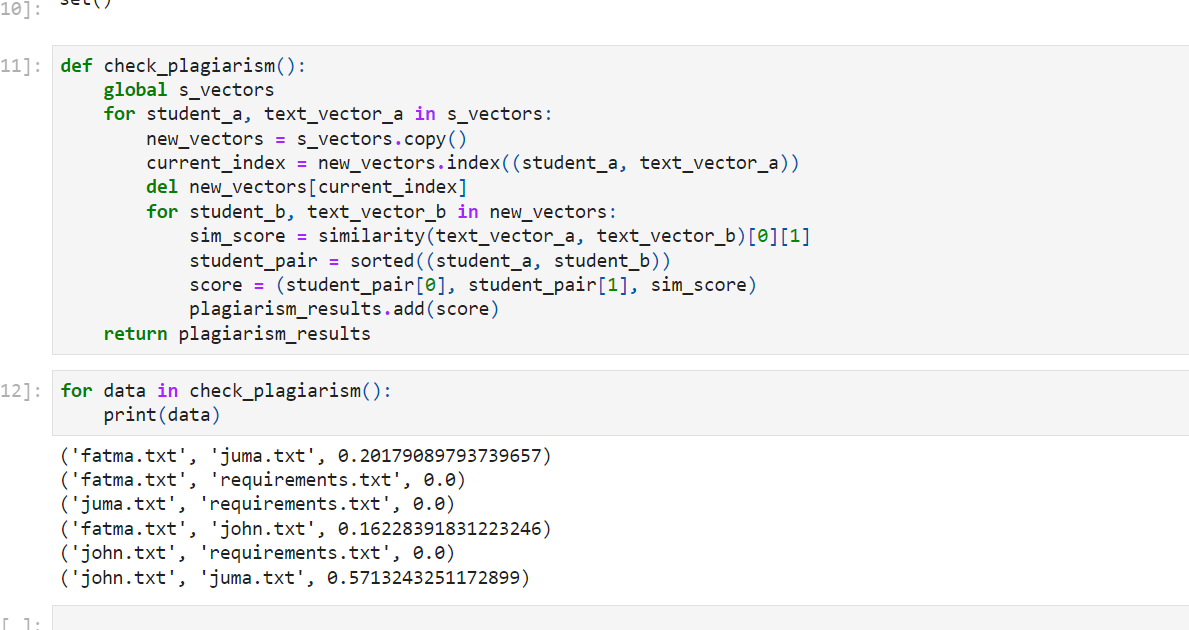 10]: set()
11]: def check_plagiarism():
    global s_vectors
    for student_a, text_vector_a in s_vectors:
        new_vectors = s_vectors.copy()
        current_index = new_vectors.index((student_a, text_vector_a))
        del new_vectors[current_index]
        for student_b, text_vector_b in new_vectors:
            sim_score = similarity(text_vector_a, text_vector_b)[0][1]
            student_pair = sorted((student_a, student_b))
            score = (student_pair[0], student_pair[1], sim_score)
            plagiarism_results.add(score)
    return plagiarism_results
12]: for data in check_plagiarism():
    print(data)
('fatma.txt', 'juma.txt', 0.20179089793739657)
('fatma.txt', 'requirements.txt', 0.0)
('juma.txt', 'requirements.txt', 0.0)
('fatma.txt', 'john.txt', 0.16228391831223246)
('john.txt', 'requirements.txt', 0.0)
('john.txt', 'juma.txt', 0.5713243251172899)
[ ]: